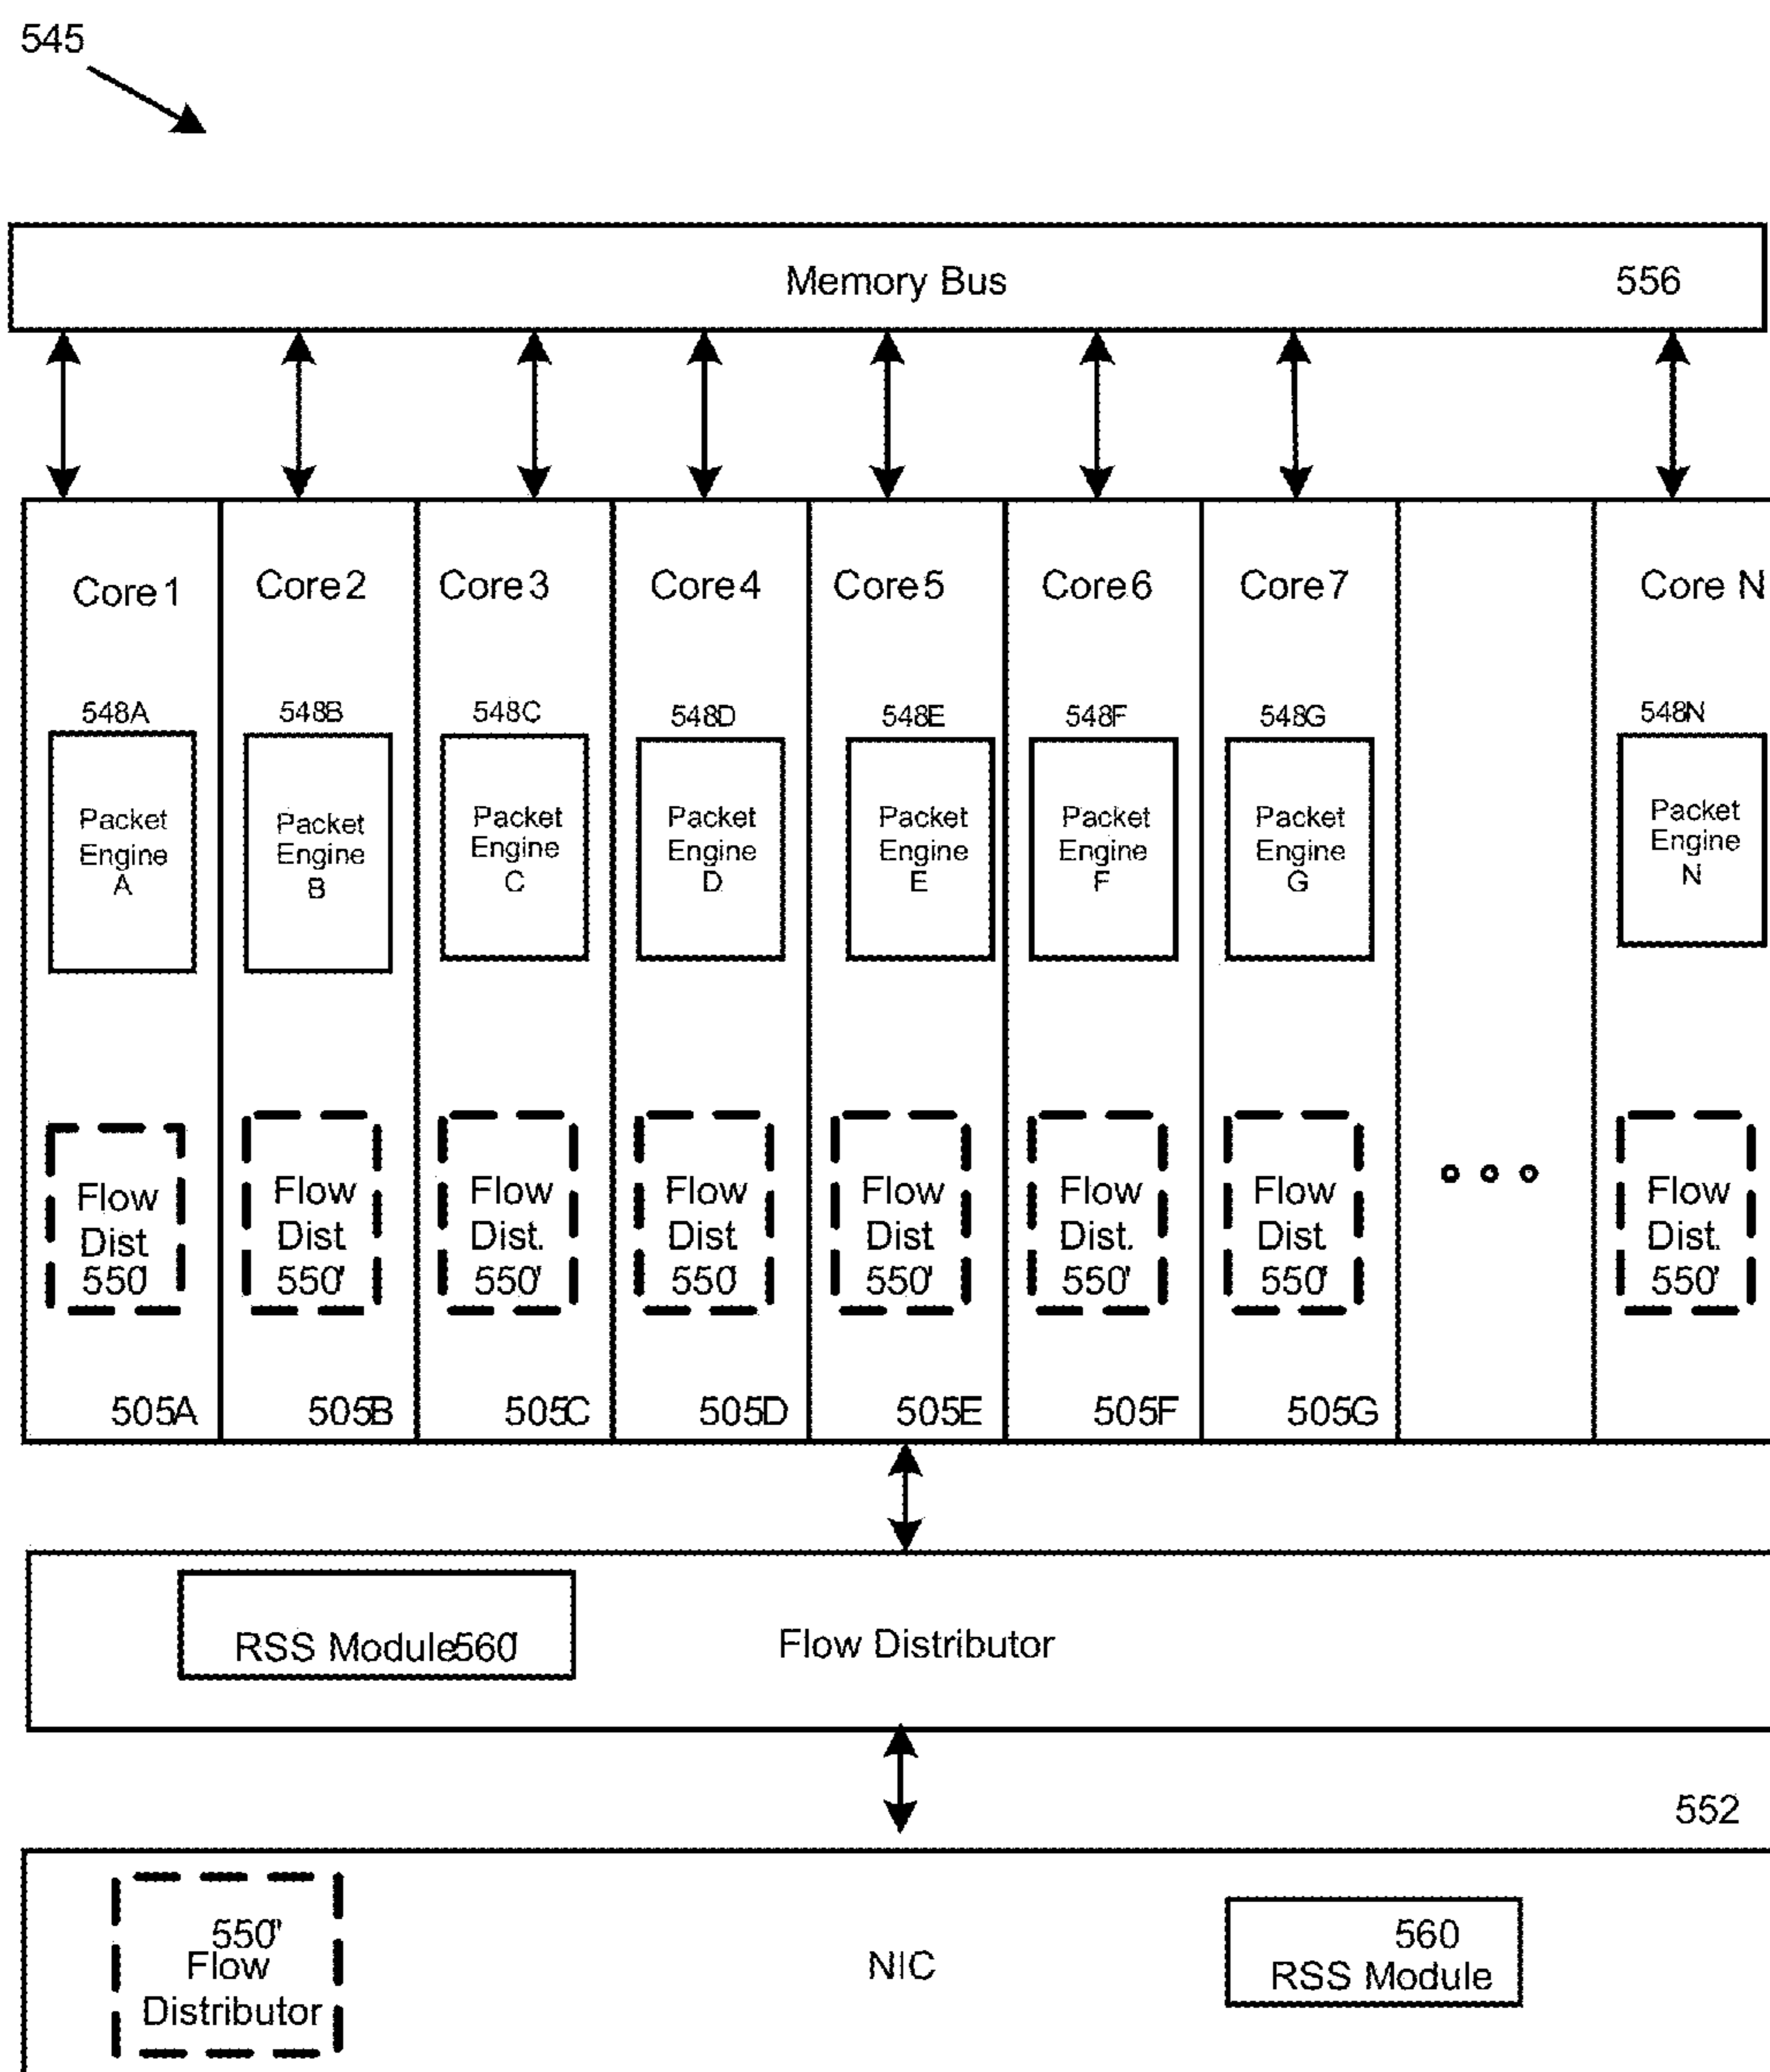 545
Memory Bus 556
Core 1 Core 2 Core 3 Core 4 Core 5 Core 6 Core 7 Core N
548A 548B 548C 548D 548E 548F 548G 548N
Packet Packet Packet Packet Packet Packet Packet Packet
Engine Engine Engine Engine Engine Engine Engine Engine
A B C D E F G N
Flow Flow Flow Flow Flow Flow Flow Flow
Dist Dist Dist. Dist Dist Dist. Dist Dist.
550' 550' 550' 550' 550' 550' 550' 550'
505A 505B 505C 505D 505E 505F 505G
RSS Module 560' Flow Distributor
552
550"
Flow
Distributor
NIC
560
RSS Module